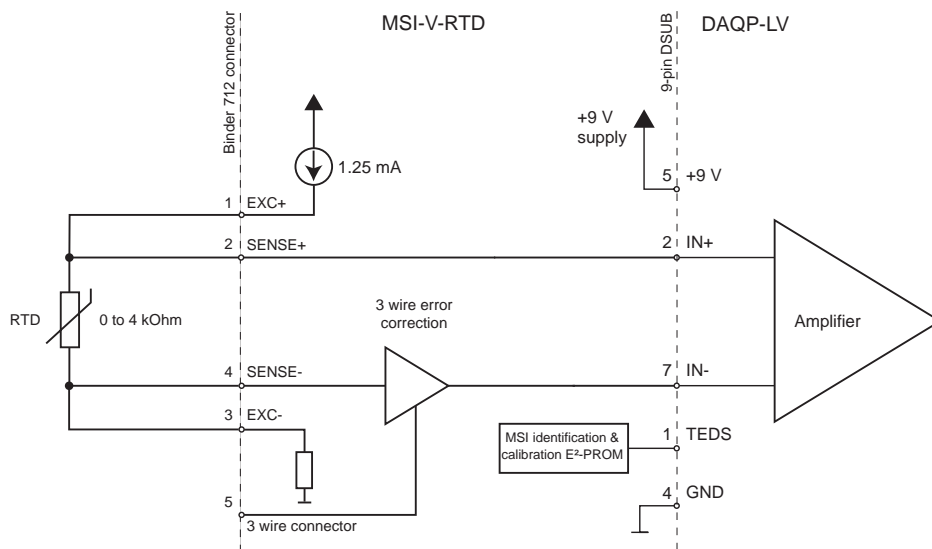 MSI-V-RTD
DAQP-LV
Binder 712 connector
9-pin DSUB
+9 V
supply
1.25 mA
5
+9 V
1
EXC+
2
SENSE+
2
IN+
RTD
0 to 4 kOhm
3 wire error
correction
Amplifier
4
SENSE-
7
IN-
3
EXC-
MSI identification &
calibration E²-PROM
1
TEDS
5
3 wire connector
4
GND